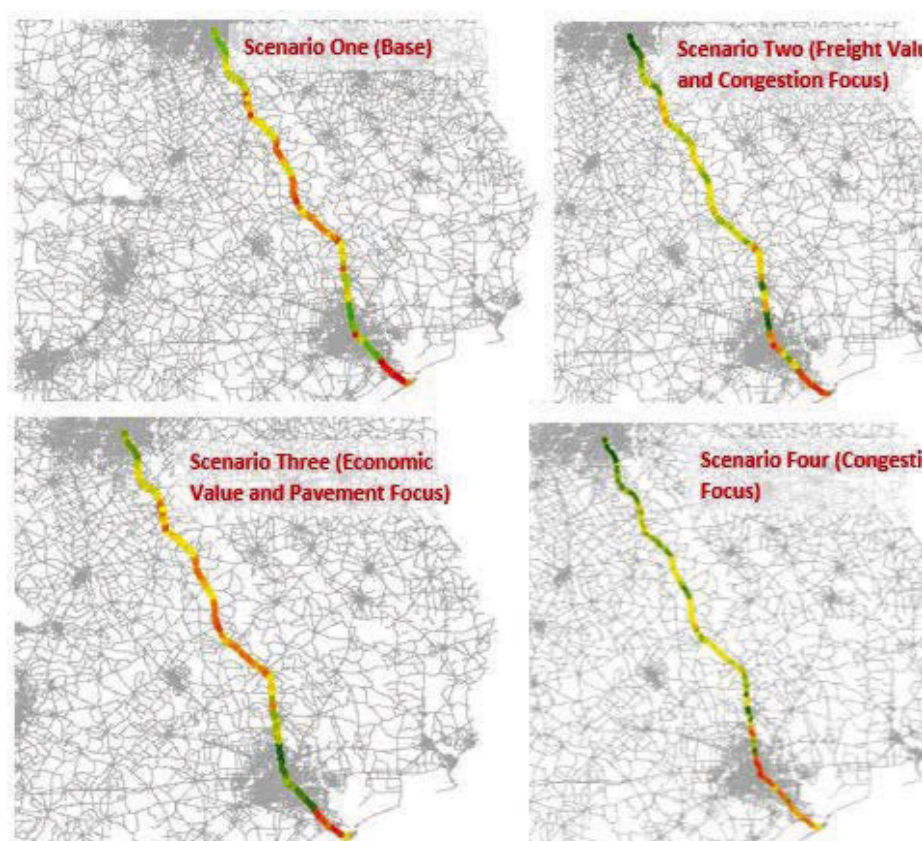 Scenario One (Base)
Scenario Two (Freight Valu
and Congestion Focus)
Scenario Three (Economic
Value and Pavement Focus)
Scenario Four (Congesti
Focus)